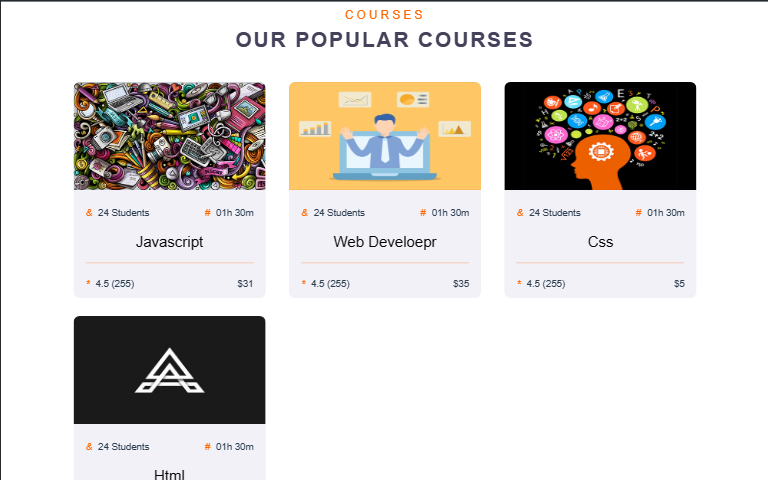 COURSES
OUR POPULAR COURSES
& 24 Students # 01h 30m
Javascript
* 4.5 (255) $31
& 24 Students # 01h 30m
Web Develoepr
* 4.5 (255) $35
& 24 Students # 01h 30m
Css
* 4.5 (255) $5
& 24 Students # 01h 30m
Html